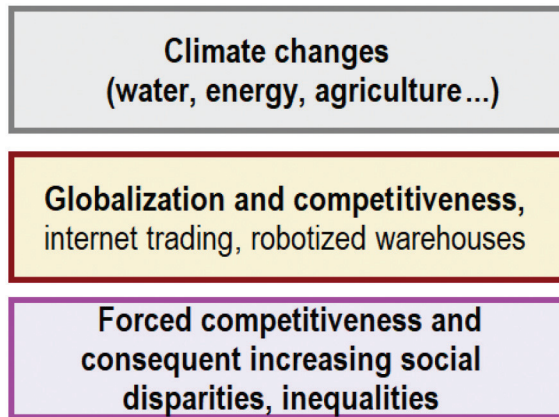 Climate changes
(water, energy, agriculture...)
Globalization and competitiveness,
internet trading, robotized warehouses
Forced competitiveness and
consequent increasing social
disparities, inequalities